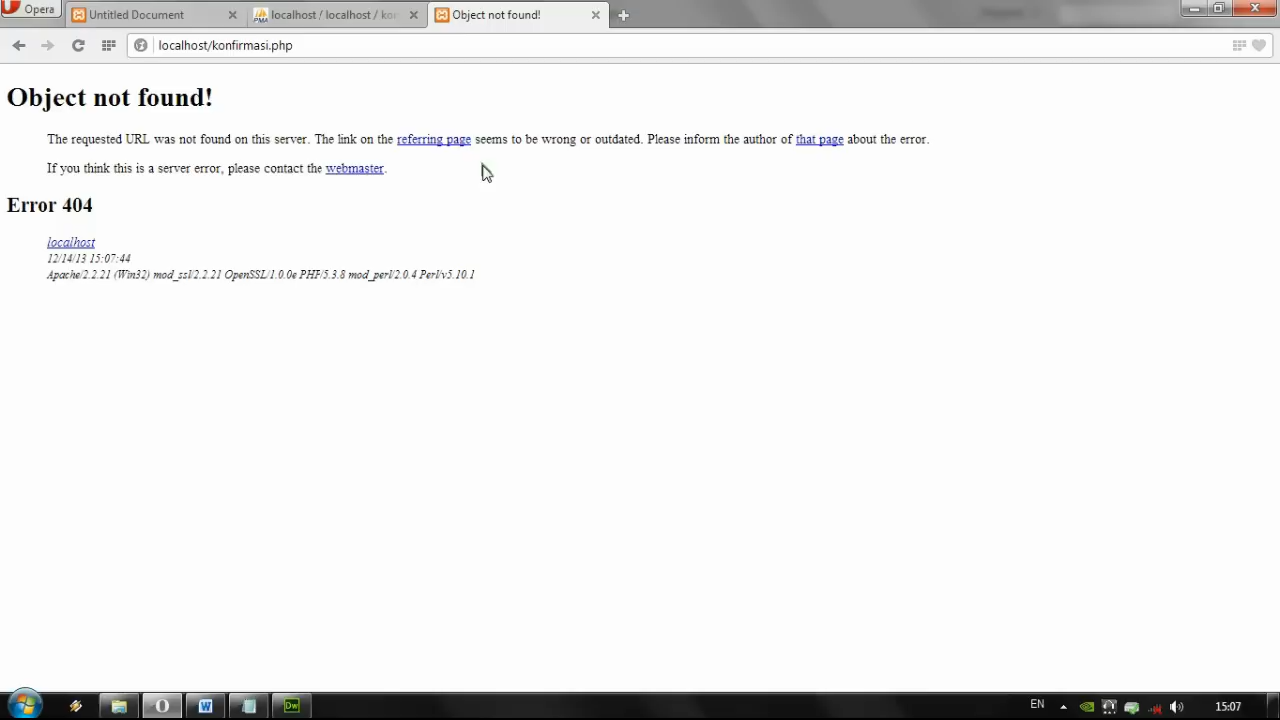 Opera
Untitled Document
localhost / localhost / ko
Object not found!
localhost/konfirmasi.php
Object not found!
The requested URL was not found on this server. The link on the referring page seems to be wrong or outdated. Please inform the author of that page about the error.
If you think this is a server error, please contact the webmaster.
Error 404
localhost
12/14/13 15:07:44
Apache/2.2.21 (Win32) mod_ssl/2.2.21 OpenSSL/1.0.0e PHP/5.3.8 mod_perl/2.0.4 Perl/v5.10.1
EN
15:07